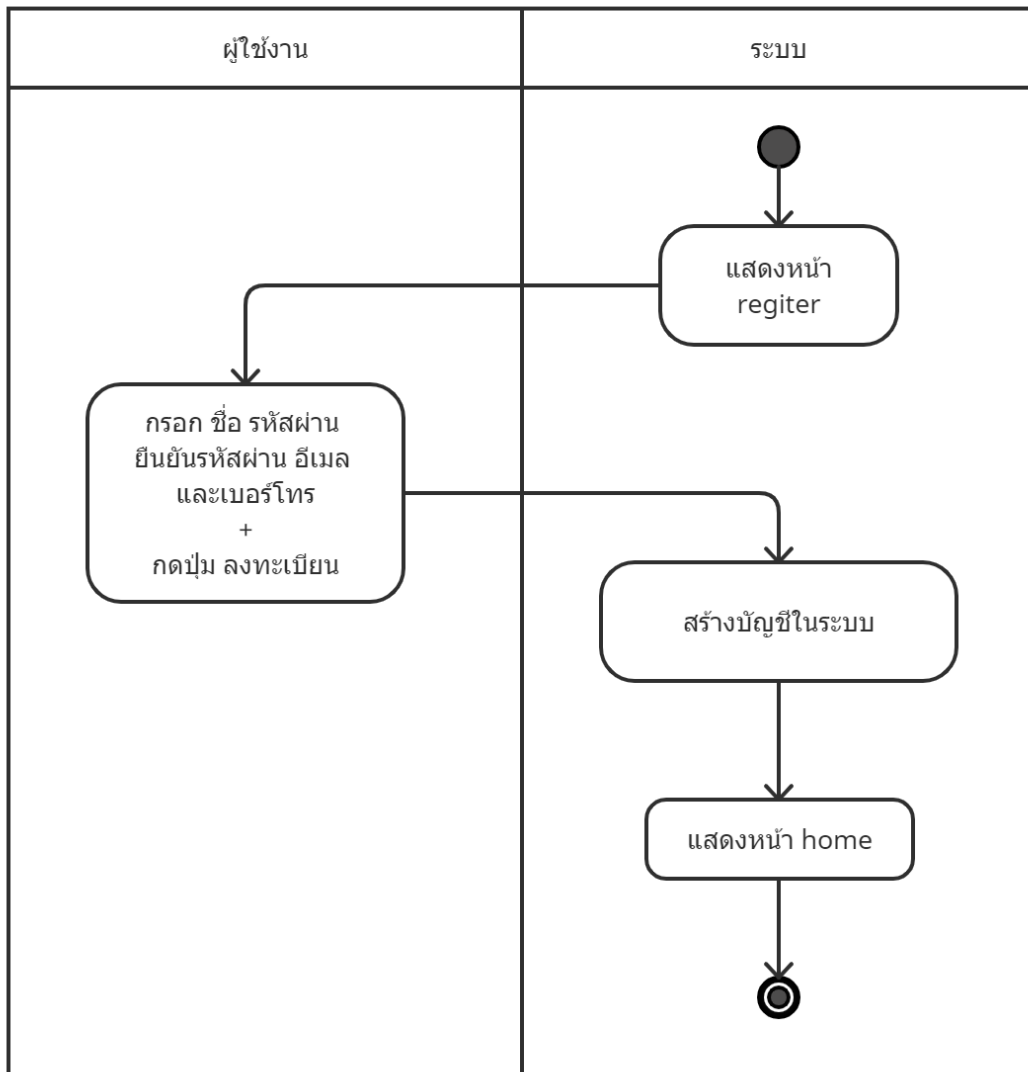 ผู้ใช้งาน
ระบบ
แสดงหน้า
regiter
กรอก ชื่อ รหัสผ่าน
ยืนยันรหัสผ่าน อีเมล
และเบอร์โทร
+
กดปุ่ม ลงทะเบียน
สร้างบัญชีในระบบ
แสดงหน้า home